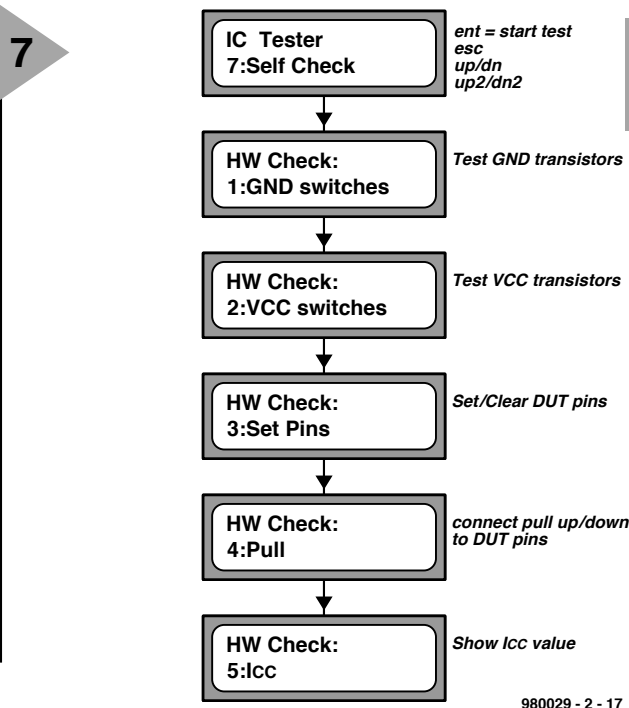 7
IC Tester
7:Self Check
ent = start test
esc
up/dn
up2/dn2
HW Check:
1:GND switches
Test GND transistors
HW Check:
2:VCC switches
Test VCC transistors
HW Check:
3:Set Pins
Set/Clear DUT pins
HW Check:
4:Pull
connect pull up/down
to DUT pins
HW Check:
5:Icc
Show Icc value
980029 - 2 - 17